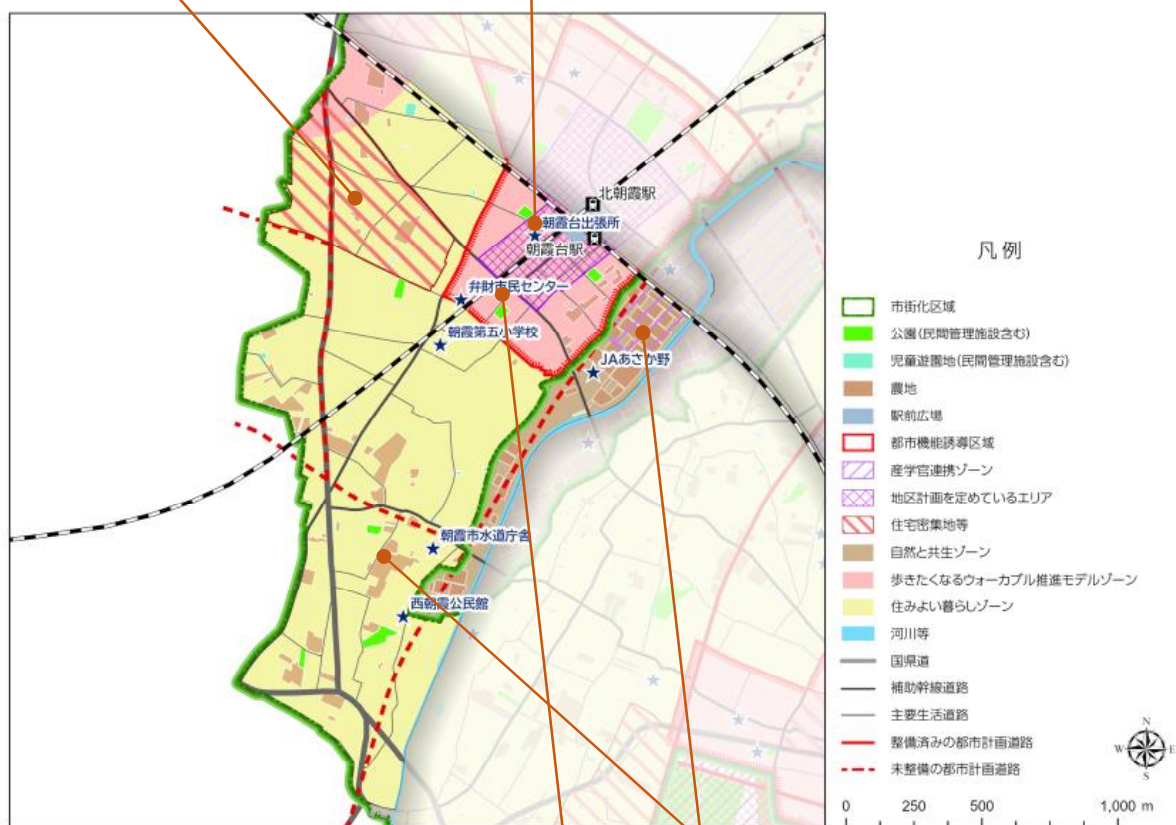 北朝霞駅
朝霞台出張所
朝霞台駅
弁財市民センター
朝霞第五小学校
JAあさか野
朝霞市水道庁舎
西朝霞公民館
凡例
市街化区域
公園(民間管理施設含む)
児童遊園地(民間管理施設含む)
農地
駅前広場
都市機能誘導区域
産学官連携ゾーン
地区計画を定めているエリア
住宅密集地等
自然と共生ゾーン
歩きたくなるウォーカブル推進モデルゾーン
住みよい暮らしゾーン
河川等
国県道
補助幹線道路
主要生活道路
整備済みの都市計画道路
未整備の都市計画道路
N
W E
S
0 250 500 1,000 m